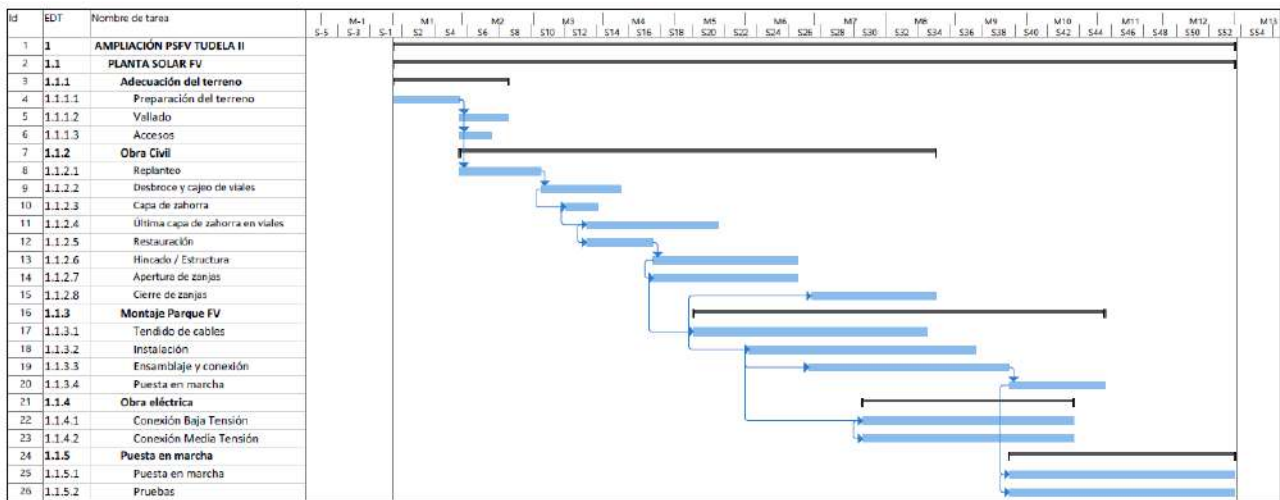 Id EDT Nombre de tarea M-1 M1 M2 M3 M4 M5 M6 M7 M8 M9 M10 M11 M12 M13
S-5 S-3 S-1 S2 S4 S6 S8 S10 S12 S14 S16 S18 S20 S22 S24 S26 S28 S30 S32 S34 S36 S38 S40 S42 S44 S46 S48 S50 S52 S54
1 1 AMPLIACIÓN PSFV TUDELA II
2 1.1 PLANTA SOLAR FV
3 1.1.1 Adecuación del terreno
4 1.1.1.1 Preparación del terreno
5 1.1.1.2 Vallado
6 1.1.1.3 Accesos
7 1.1.2 Obra Civil
8 1.1.2.1 Replanteo
9 1.1.2.2 Desbroce y cajeo de viales
10 1.1.2.3 Capa de zahorra
11 1.1.2.4 Última capa de zahorra en viales
12 1.1.2.5 Restauración
13 1.1.2.6 Hincado / Estructura
14 1.1.2.7 Apertura de zanjas
15 1.1.2.8 Cierre de zanjas
16 1.1.3 Montaje Parque FV
17 1.1.3.1 Tendido de cables
18 1.1.3.2 Instalación
19 1.1.3.3 Ensamblaje y conexión
20 1.1.3.4 Puesta en marcha
21 1.1.4 Obra eléctrica
22 1.1.4.1 Conexión Baja Tensión
23 1.1.4.2 Conexión Media Tensión
24 1.1.5 Puesta en marcha
25 1.1.5.1 Puesta en marcha
26 1.1.5.2 Pruebas